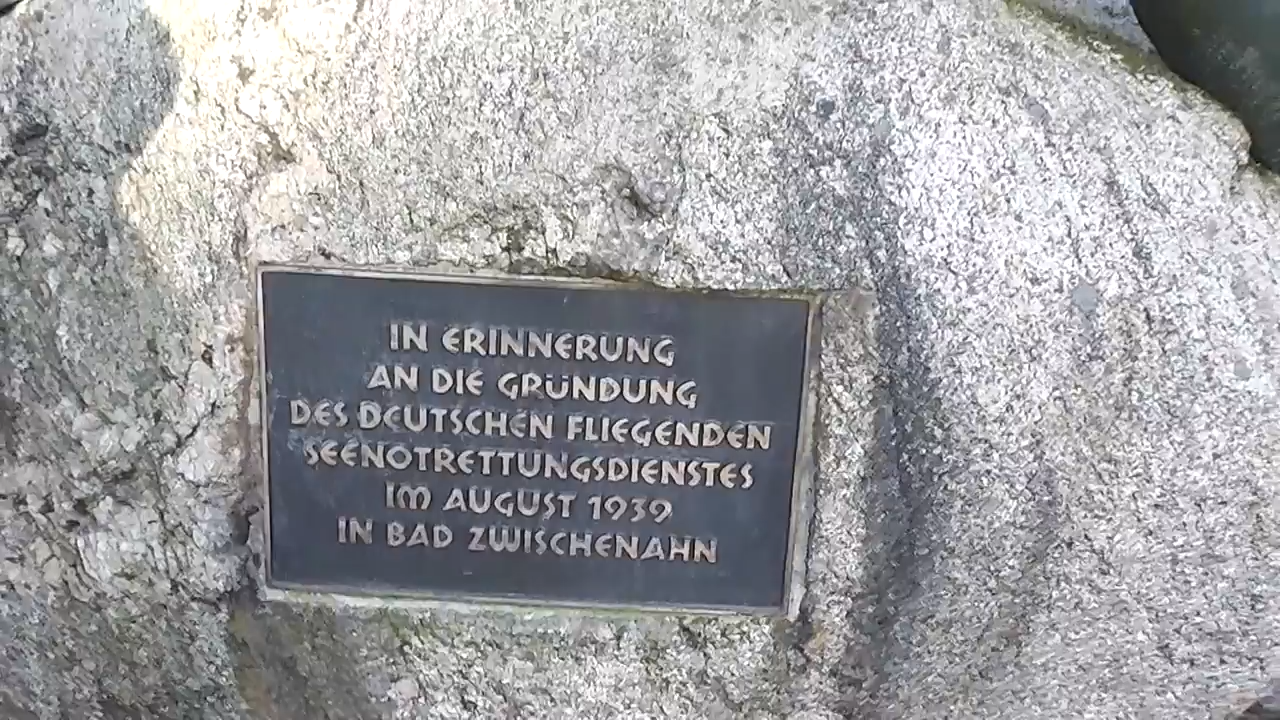 IN ERINNERUNG
AN DIE GRÜNDUNG
DES DEUTSCHEN FLIEGENDEN
SEENOTRETTUNGSDIENSTES
IM AUGUST 1939
IN BAD ZWISCHENAHN